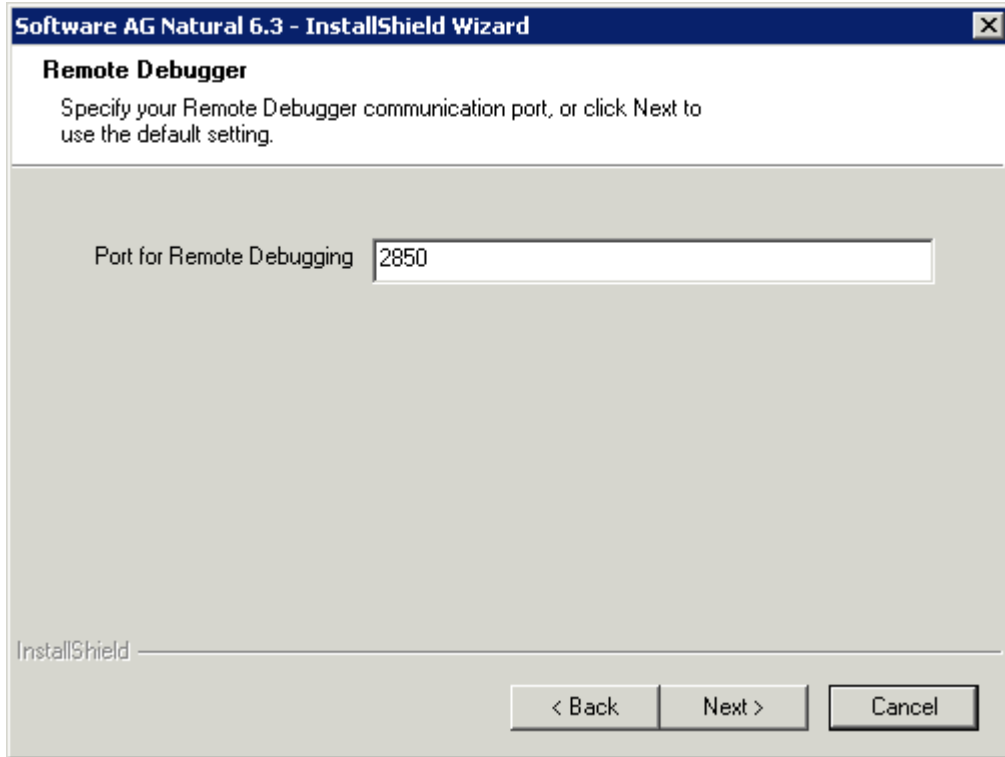 Software AG Natural 6.3 - InstallShield Wizard
Remote Debugger
Specify your Remote Debugger communication port, or click Next to
use the default setting.
Port for Remote Debugging 2850
InstallShield
< Back Next > Cancel